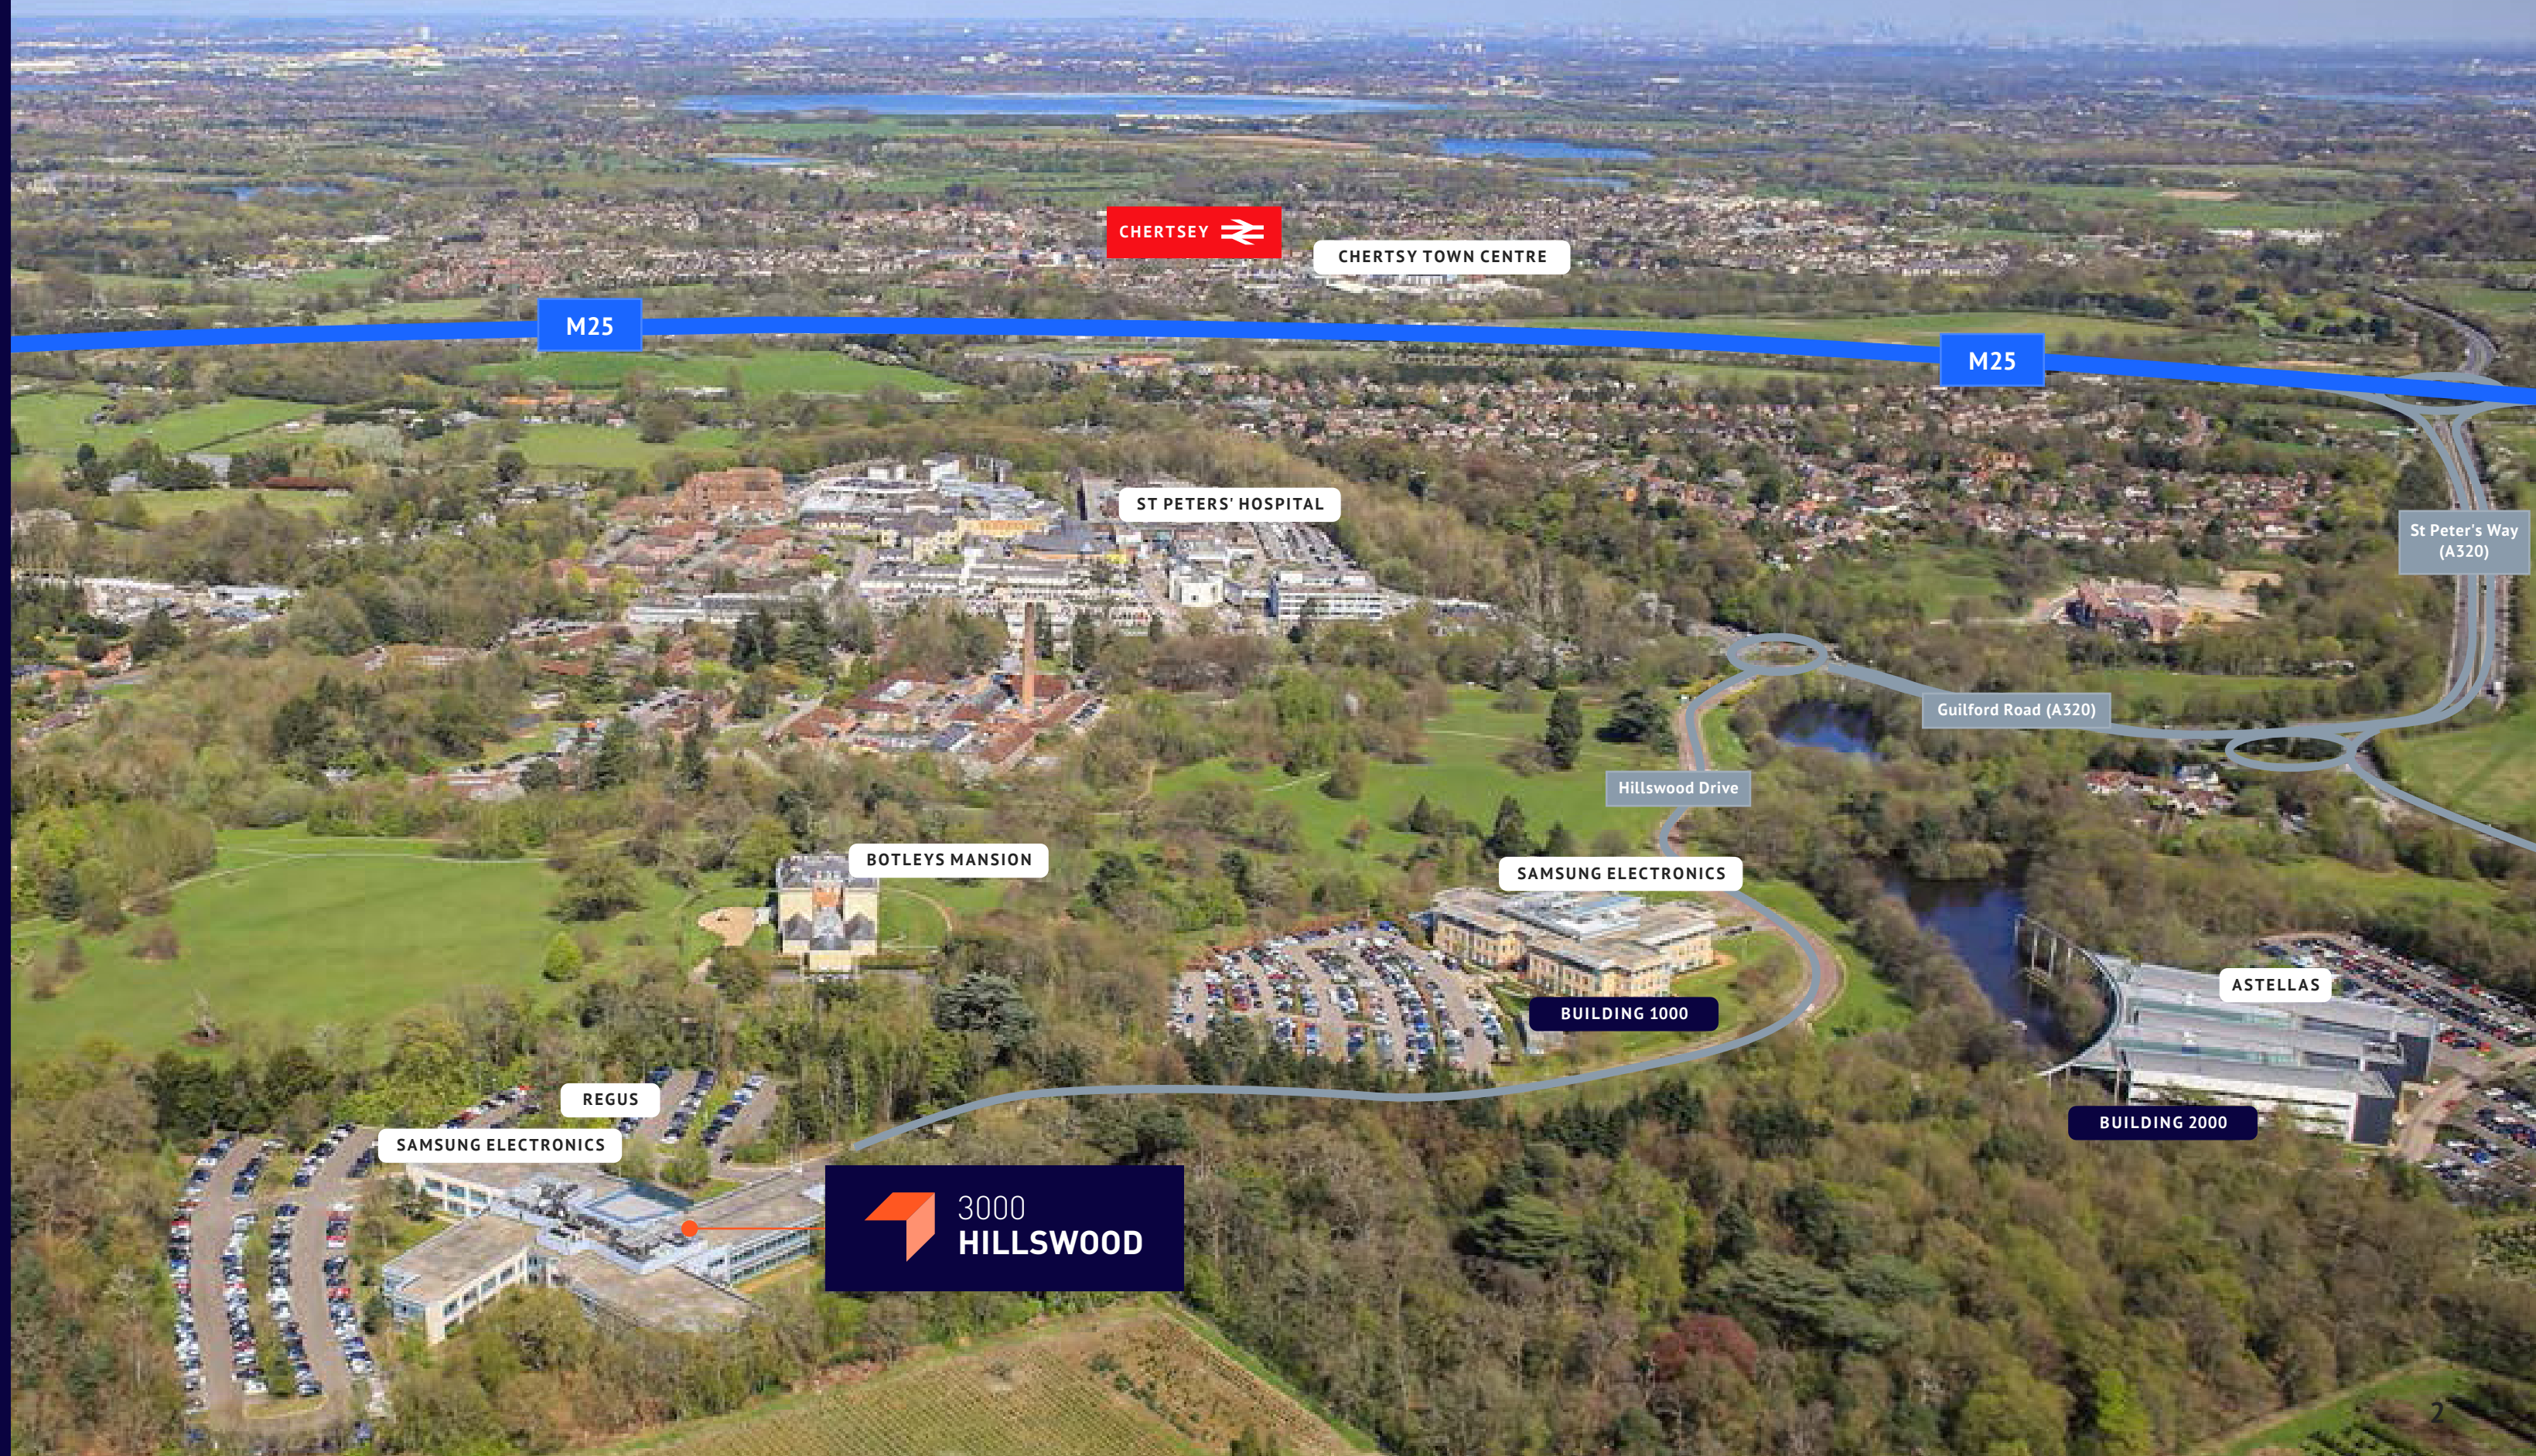 CHERTSEY
CHERTSY TOWN CENTRE
M25
M25
ST PETERS' HOSPITAL
St Peter's Way
(A320)
Guilford Road (A320)
Hillswood Drive
BOTLEYS MANSION
SAMSUNG ELECTRONICS
ASTELLAS
BUILDING 1000
REGUS
BUILDING 2000
SAMSUNG ELECTRONICS
3000
HILLSWOOD
2